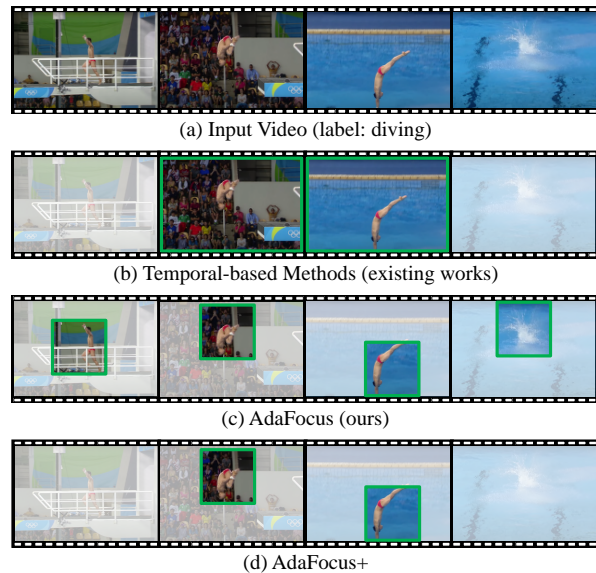 (a) Input Video (label: diving)
(b) Temporal-based Methods (existing works)
(c) AdaFocus (ours)
(d) AdaFocus+